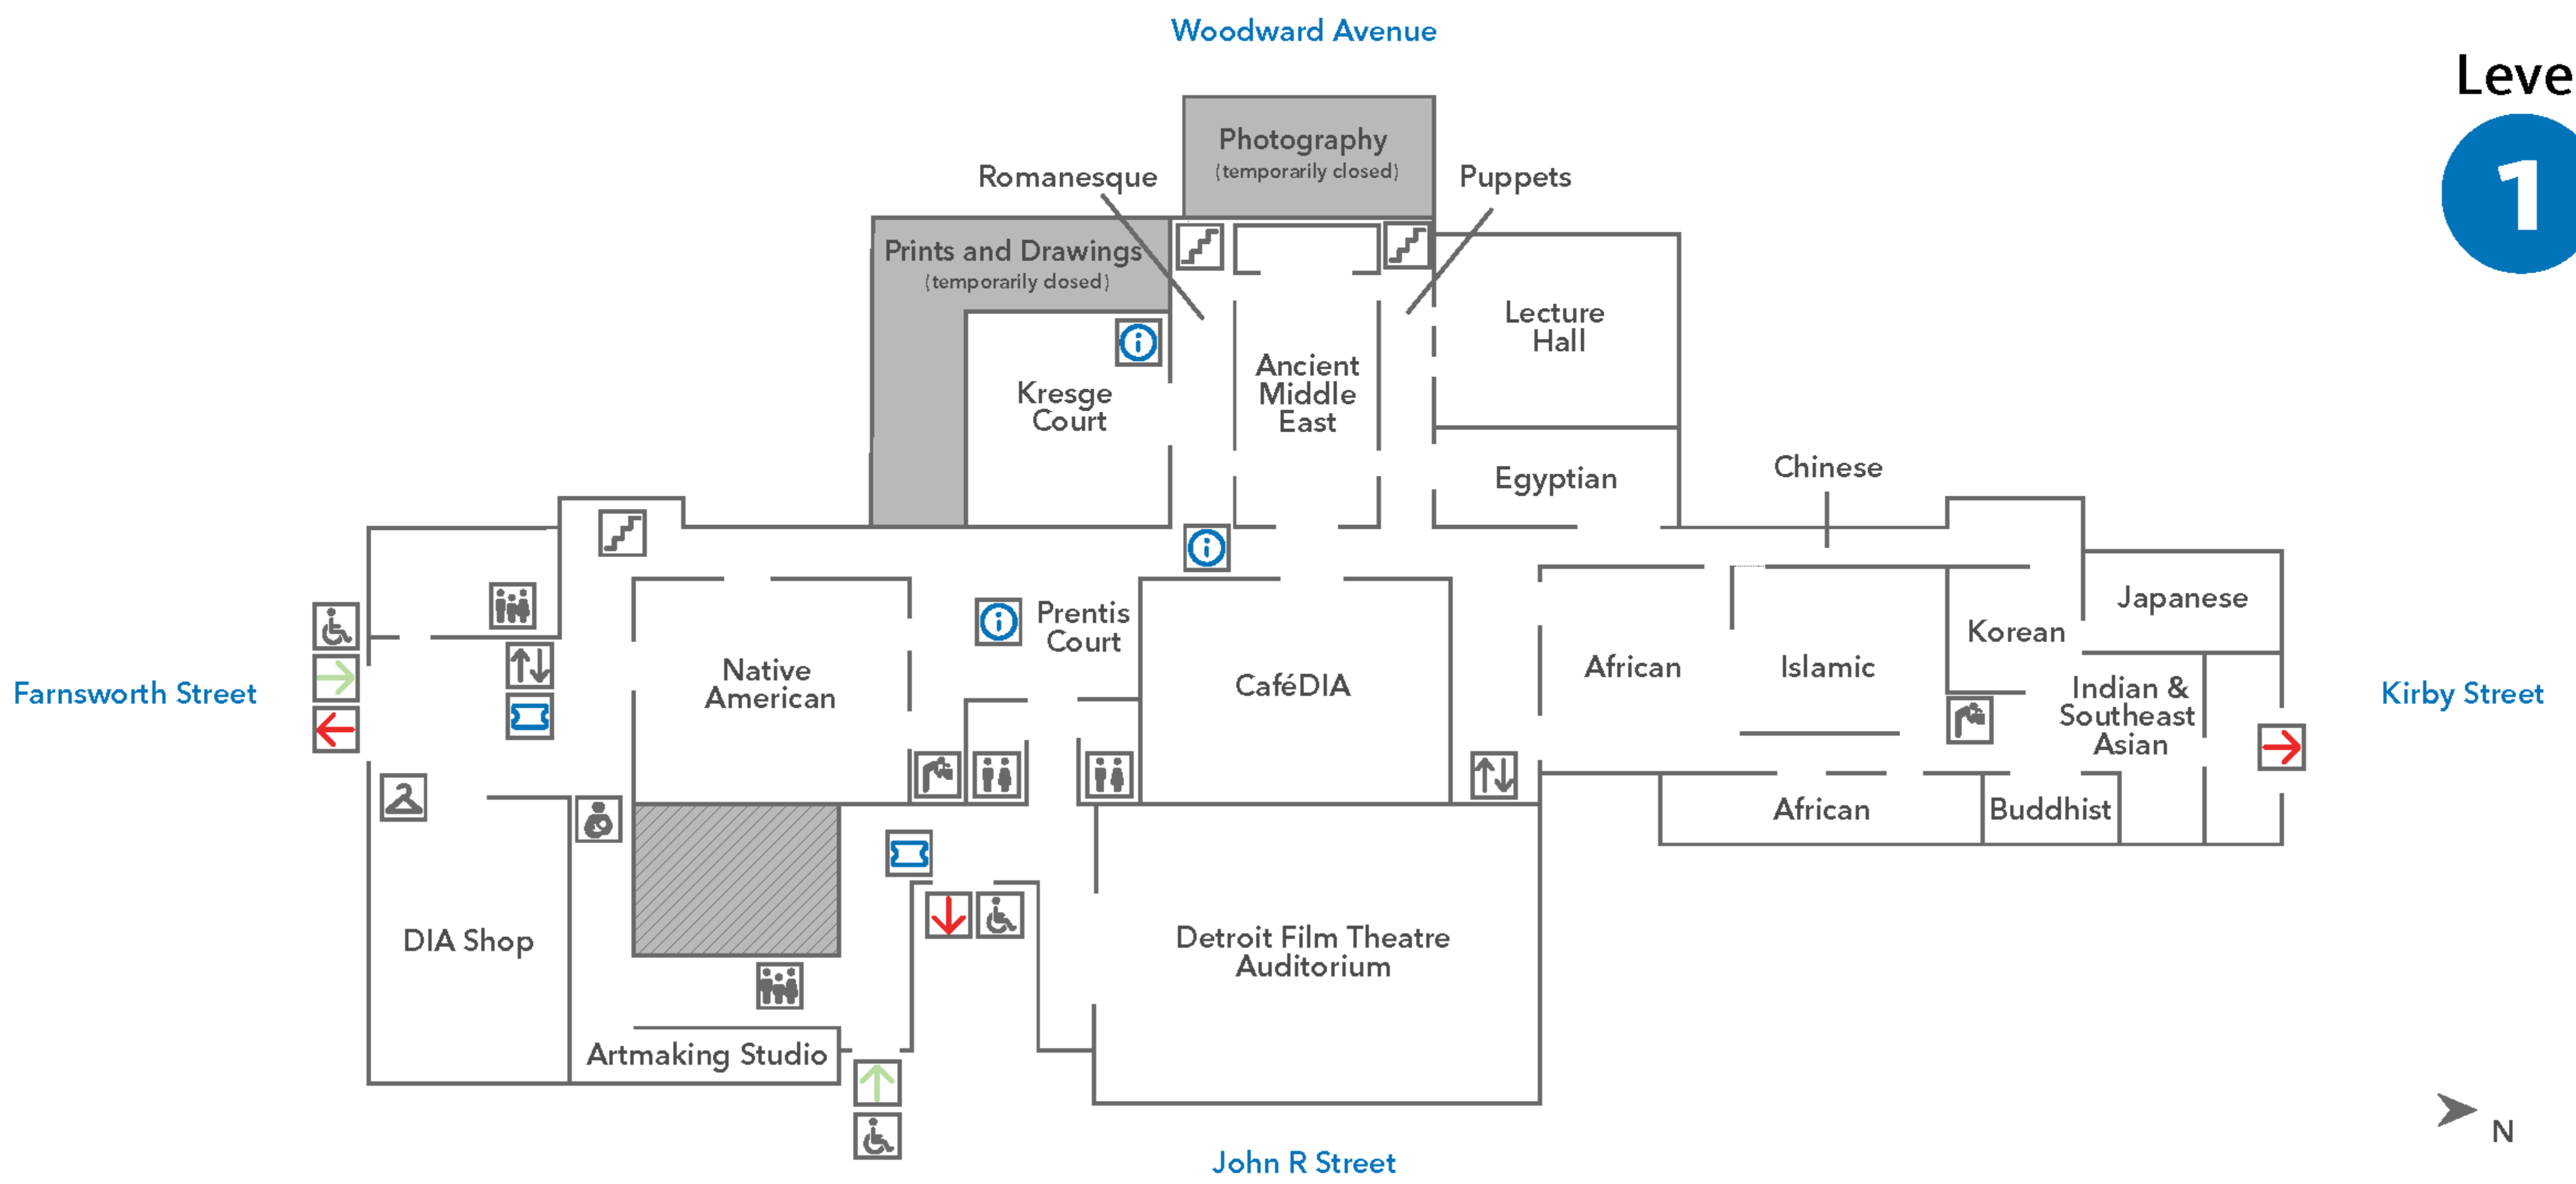 Woodward Avenue
Leve
1
Photography
(temporarily closed)
Romanesque
Puppets
Prints and Drawings
(temporarily closed)
Lecture
Hall
Ancient
Middle
East
Kresge
Court
Egyptian
Chinese
Prentis
Court
Japanese
Korean
Native
American
CaféDIA
African
Islamic
Indian &
Southeast
Asian
Farnsworth Street
Kirby Street
African
Buddhist
DIA Shop
Detroit Film Theatre
Auditorium
Artmaking Studio
N
John R Street